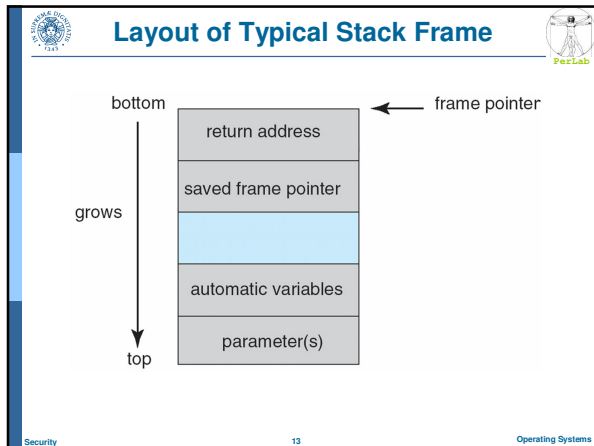 Layout of Typical Stack Frame
PerLab
bottom
frame pointer
return address
saved frame pointer
grows
automatic variables
parameter(s)
top
Security
13
Operating Systems